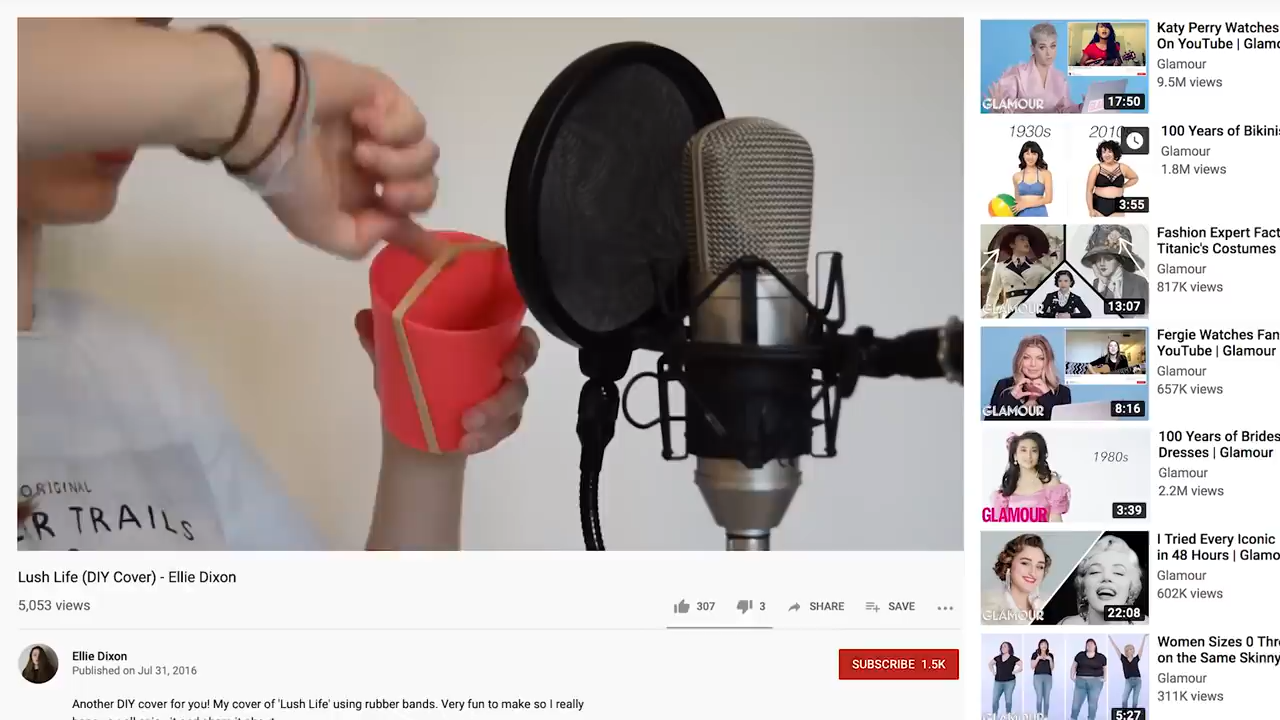 ORIGINAL
R TRAILS
Lush Life (DIY Cover) - Ellie Dixon
5,053 views
307
3
SHARE
SAVE
Ellie Dixon
Published on Jul 31, 2016
SUBSCRIBE 1.5K
Another DIY cover for you! My cover of 'Lush Life' using rubber bands. Very fun to make so I really
GLAMOUR
17:50
Katy Perry Watches
On YouTube | Glamo
Glamour
9.5M views
1930s
2010
3:55
100 Years of Bikini
Glamour
1.8M views
GLAMOUR
13:07
Fashion Expert Fact
Titanic's Costumes
Glamour
817K views
GLAMOUR
8:16
Fergie Watches Fan
YouTube | Glamour
Glamour
657K views
1980s
GLAMOUR
3:39
100 Years of Brides
Dresses | Glamour
Glamour
2.2M views
GLAMOUR
22:08
I Tried Every Iconic
in 48 Hours | Glamo
Glamour
602K views
5:27
Women Sizes 0 Thr
on the Same Skinny
Glamour
311K views